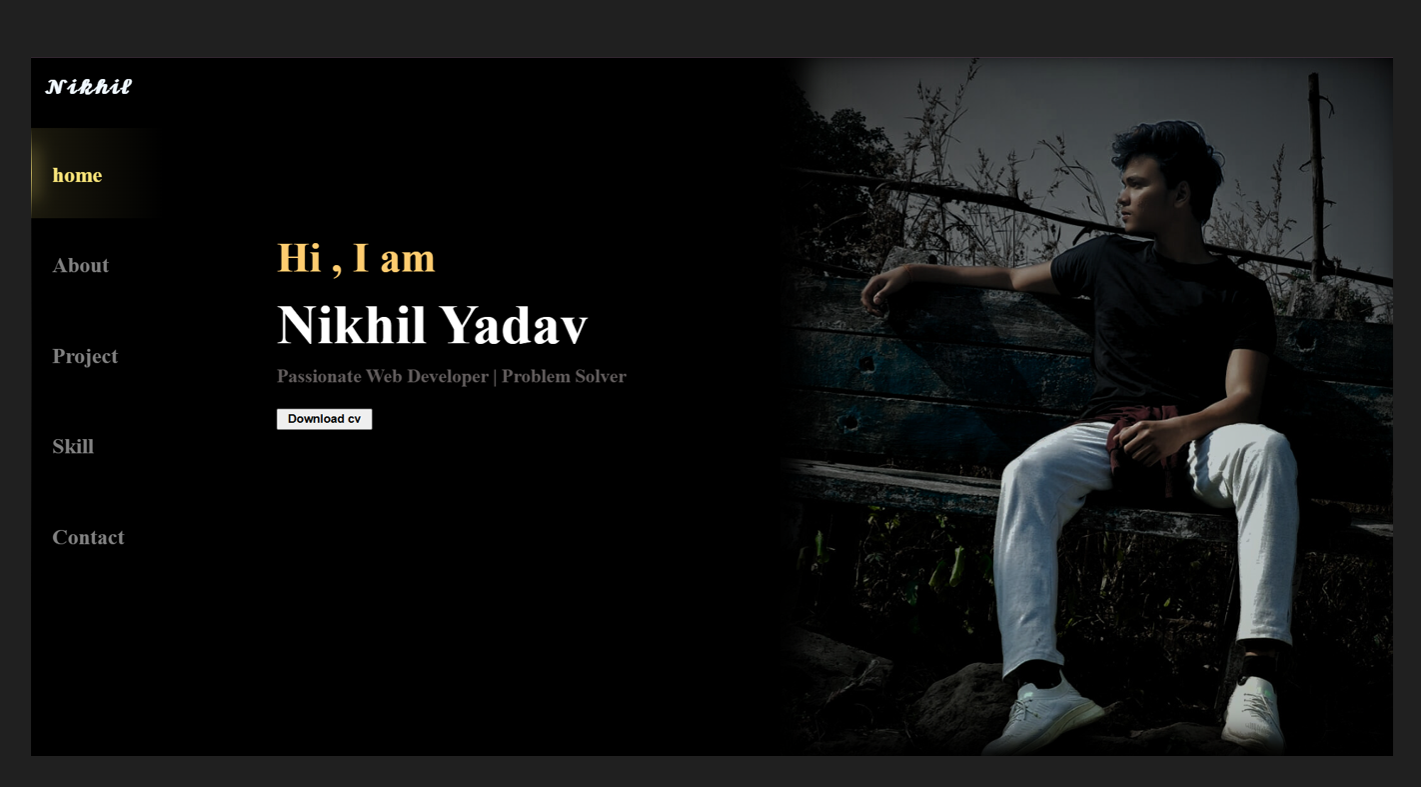 Nikhil
home
About
Project
Skill
Contact
Hi , I am
Nikhil Yadav
Passionate Web Developer | Problem Solver
Download cv